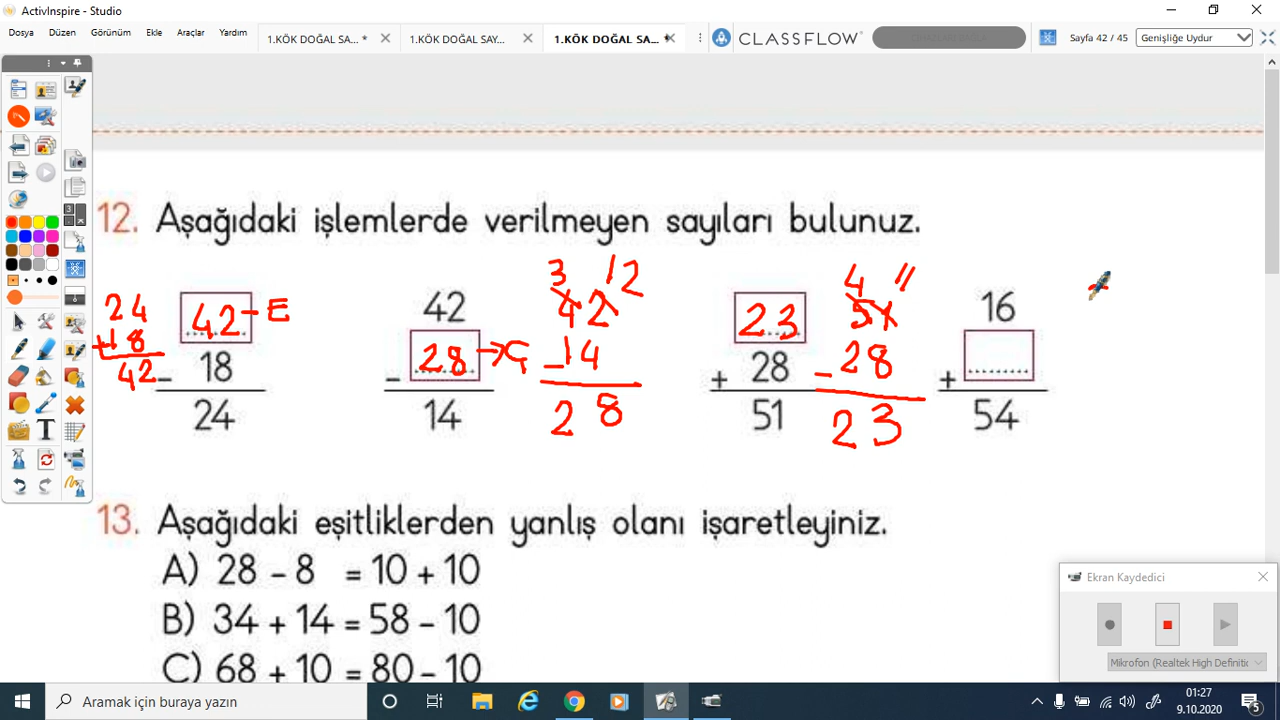 ActivInspire - Studio
Dosya Düzen Görünüm Ekle Araçlar Yardım
1.KÖK DOĞAL SA... *
1.KÖK DOĞAL SAY...
1.KÖK DOĞAL SA... *
CLASSFLOW
Sayfa 42 / 45
Genişliğe Uydur
12. Aşağıdaki işlemlerde verilmeyen sayıları bulunuz.
24
+18
42
42 - E
- 18
24
42
- 28 → Ç
14
3 12
42
- 14
28
23
+ 28
51
4 11
51
- 28
23
16
+ .......
54
13. Aşağıdaki eşitliklerden yanlış olanı işaretleyiniz.
A) 28 - 8 = 10 + 10
B) 34 + 14 = 58 - 10
C) 68 + 10 = 80 - 10
Ekran Kaydedici
Mikrofon (Realtek High Definitic
Aramak için buraya yazın
01:27
9.10.2020
5